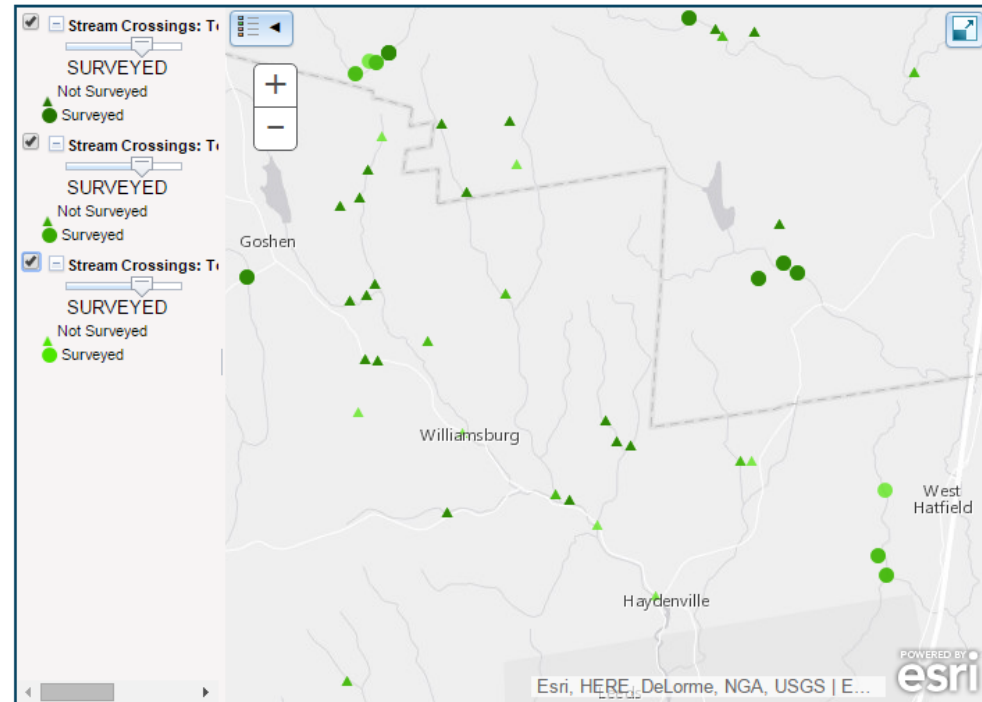 Stream Crossings: T
SURVEYED
Not Surveyed
Surveyed
Stream Crossings: T
SURVEYED
Not Surveyed
Surveyed
Stream Crossings: T
SURVEYED
Not Surveyed
Surveyed
+
−
Goshen
Williamsburg
West
Hatfield
Haydenville
Leeds
Esri, HERE, DeLorme, NGA, USGS | E...
POWERED BY
esri